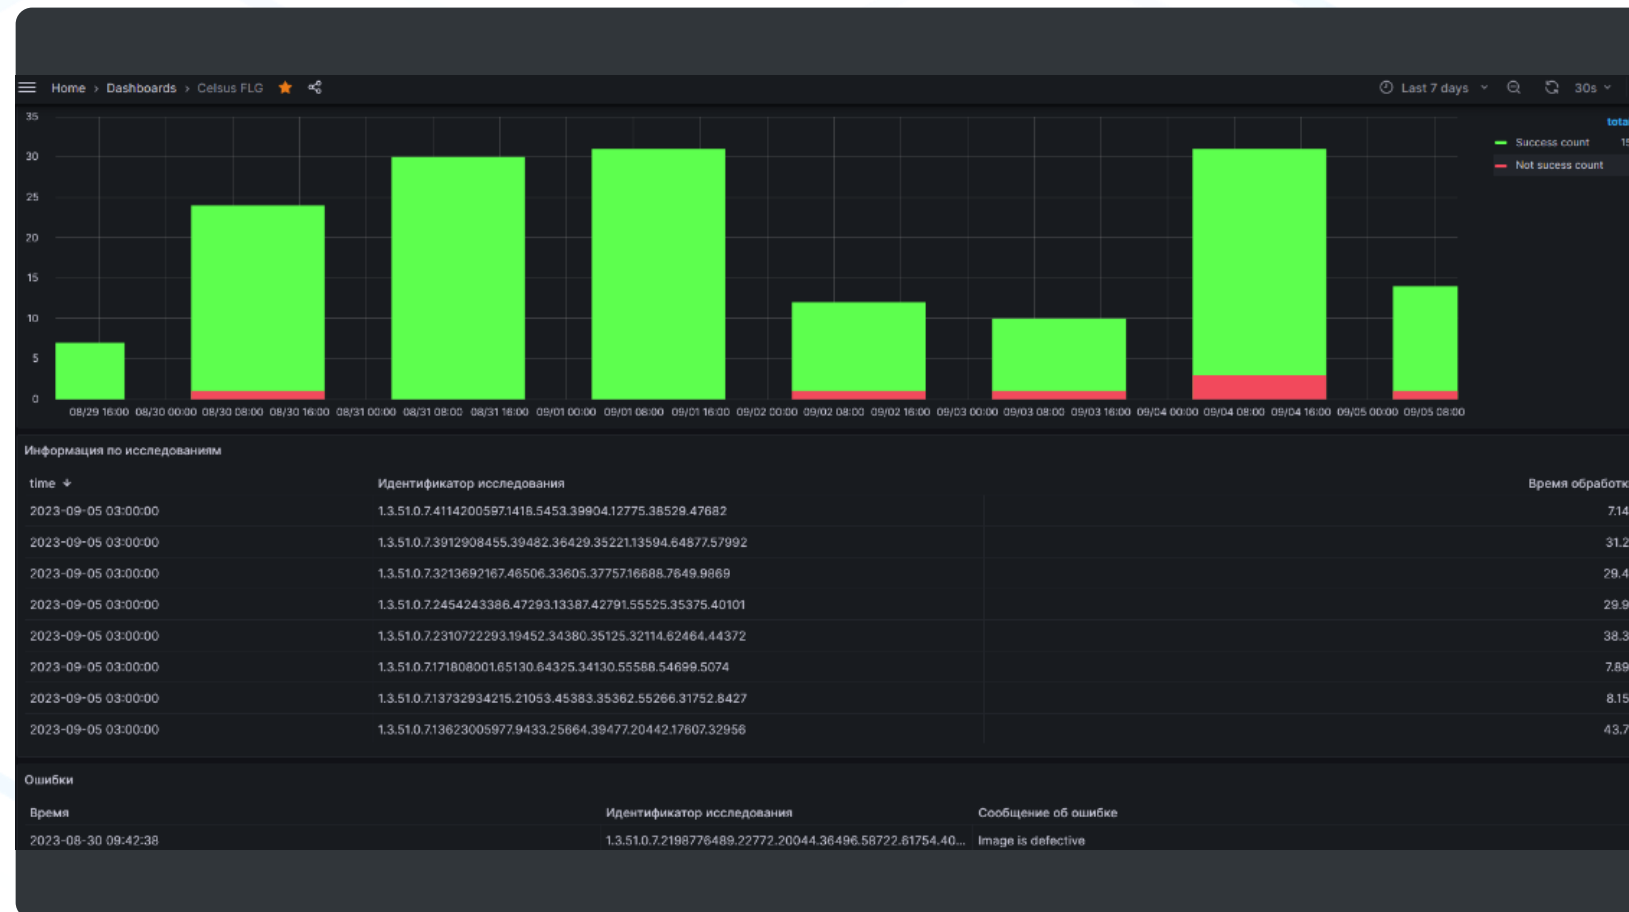 Home > Dashboards > Celsus FLG
Last 7 days
30s
35
30
25
20
15
10
5
0
tota
Success count 15
Not sucess count
08/29 16:00 08/30 00:00 08/30 08:00 08/30 16:00 08/31 00:00 08/31 08:00 08/31 16:00 09/01 00:00 09/01 08:00 09/01 16:00 09/02 00:00 09/02 08:00 09/02 16:00 09/03 00:00 09/03 08:00 09/03 16:00 09/04 00:00 09/04 08:00 09/04 16:00 09/05 00:00 09/05 08:00
Информация по исследованиям
time Идентификатор исследования Время обработк
2023-09-05 03:00:00 1.3.51.0.7.4114200597.1418.5453.39904.12775.38529.47682 7.14
2023-09-05 03:00:00 1.3.51.0.7.3912908455.39482.36429.35221.13594.64877.57992 31.2
2023-09-05 03:00:00 1.3.51.0.7.3213692167.46506.33605.37757.16688.7649.9869 29.4
2023-09-05 03:00:00 1.3.51.0.7.2454243386.47293.13387.42791.55525.35375.40101 29.9
2023-09-05 03:00:00 1.3.51.0.7.2310722293.19452.34380.35125.32114.62464.44372 38.3
2023-09-05 03:00:00 1.3.51.0.7.171808001.65130.64325.34130.55588.54699.5074 7.89
2023-09-05 03:00:00 1.3.51.0.7.13732934215.21053.45383.35362.55266.31752.8427 8.15
2023-09-05 03:00:00 1.3.51.0.7.13623005977.9433.25664.39477.20442.17607.32956 43.7
Ошибки
Время Идентификатор исследования Сообщение об ошибке
2023-08-30 09:42:38 1.3.51.0.7.2198776489.22772.20044.36496.58722.61754.40... Image is defective